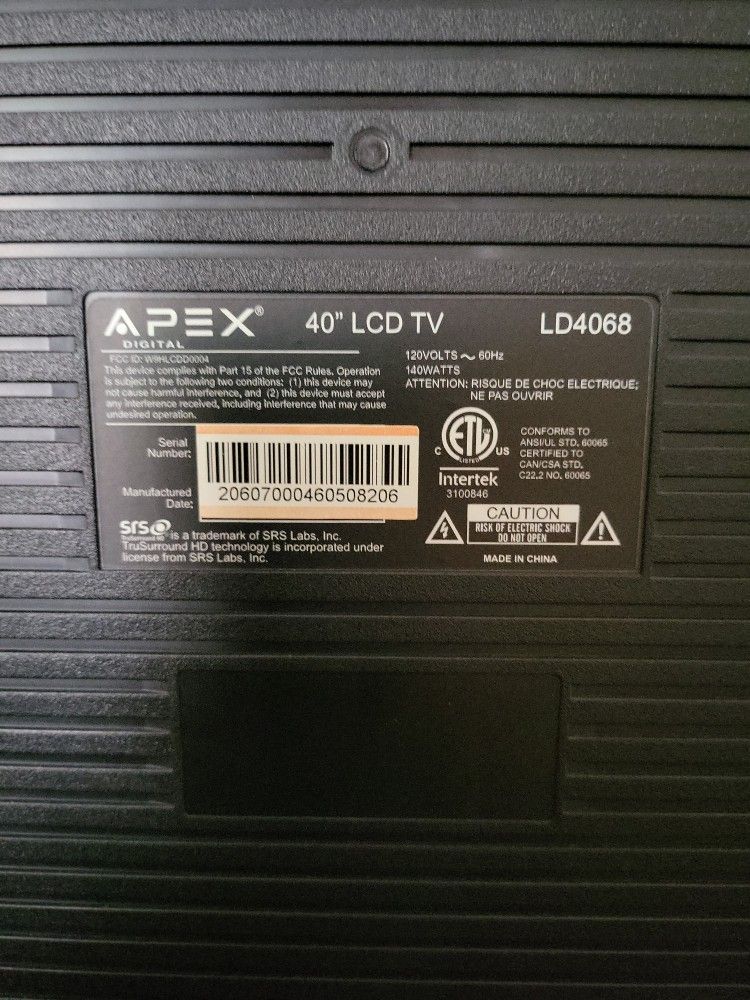 APEX® 40" LCD TV LD4068
DIGITAL
FCC ID: W9HLCDD0004
This device complies with Part 15 of the FCC Rules. Operation
is subject to the following two conditions: (1) this device may
not cause harmful interference, and (2) this device must accept
any interference received, including interference that may cause
undesired operation.
120VOLTS ~ 60Hz
140WATTS
ATTENTION: RISQUE DE CHOC ELECTRIQUE;
NE PAS OUVRIR
Serial
Number:
20607000460508206
Manufactured
Date:
ETL
LISTED
C US
Intertek
3100846
CONFORMS TO
ANSI/UL STD. 60065
CERTIFIED TO
CAN/CSA STD.
C22.2 NO. 60065
SRS
TruSurround HD
is a trademark of SRS Labs, Inc.
TruSurround HD technology is incorporated under
license from SRS Labs, Inc.
CAUTION
RISK OF ELECTRIC SHOCK
DO NOT OPEN
MADE IN CHINA